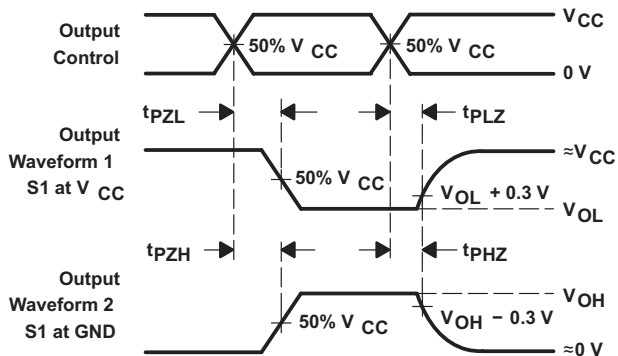 Output
Control
50% VCC
50% VCC
VCC
0 V
tPZL
tPLZ
Output
Waveform 1
S1 at VCC
50% VCC
≈VCC
VOL + 0.3 V
VOL
tPZH
tPHZ
Output
Waveform 2
S1 at GND
50% VCC
VOH
VOH − 0.3 V
≈0 V